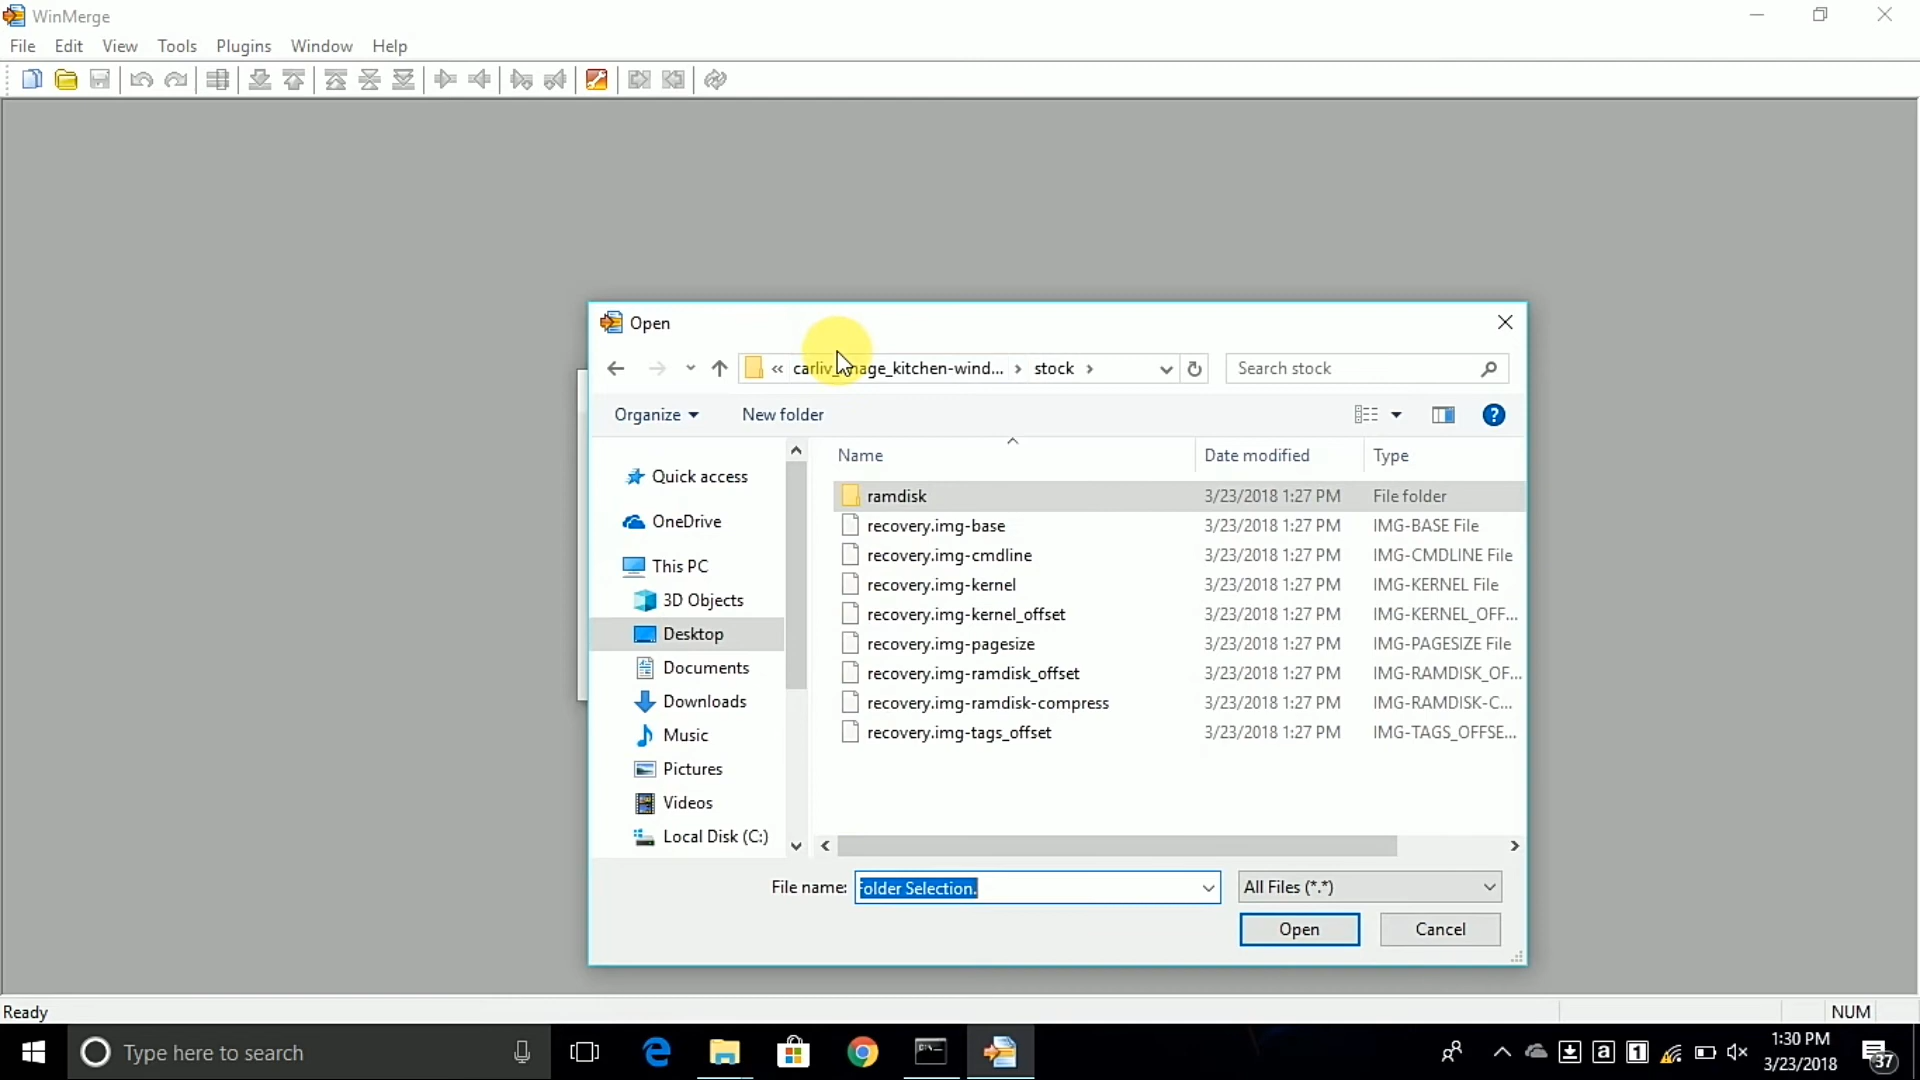 WinMerge
File Edit View Tools Plugins Window Help
Open
« carliv_image_kitchen-wind... › stock ›
Search stock
Organize New folder
Name Date modified Type
Quick access
OneDrive
This PC
3D Objects
Desktop
Documents
Downloads
Music
Pictures
Videos
Local Disk (C:)
ramdisk 3/23/2018 1:27 PM File folder
recovery.img-base 3/23/2018 1:27 PM IMG-BASE File
recovery.img-cmdline 3/23/2018 1:27 PM IMG-CMDLINE File
recovery.img-kernel 3/23/2018 1:27 PM IMG-KERNEL File
recovery.img-kernel_offset 3/23/2018 1:27 PM IMG-KERNEL_OFF...
recovery.img-pagesize 3/23/2018 1:27 PM IMG-PAGESIZE File
recovery.img-ramdisk_offset 3/23/2018 1:27 PM IMG-RAMDISK_OF...
recovery.img-ramdisk-compress 3/23/2018 1:27 PM IMG-RAMDISK-C...
recovery.img-tags_offset 3/23/2018 1:27 PM IMG-TAGS_OFFSE...
File name: Folder Selection. All Files (*.*)
Open Cancel
Ready NUM
Type here to search
1:30 PM
3/23/2018
37